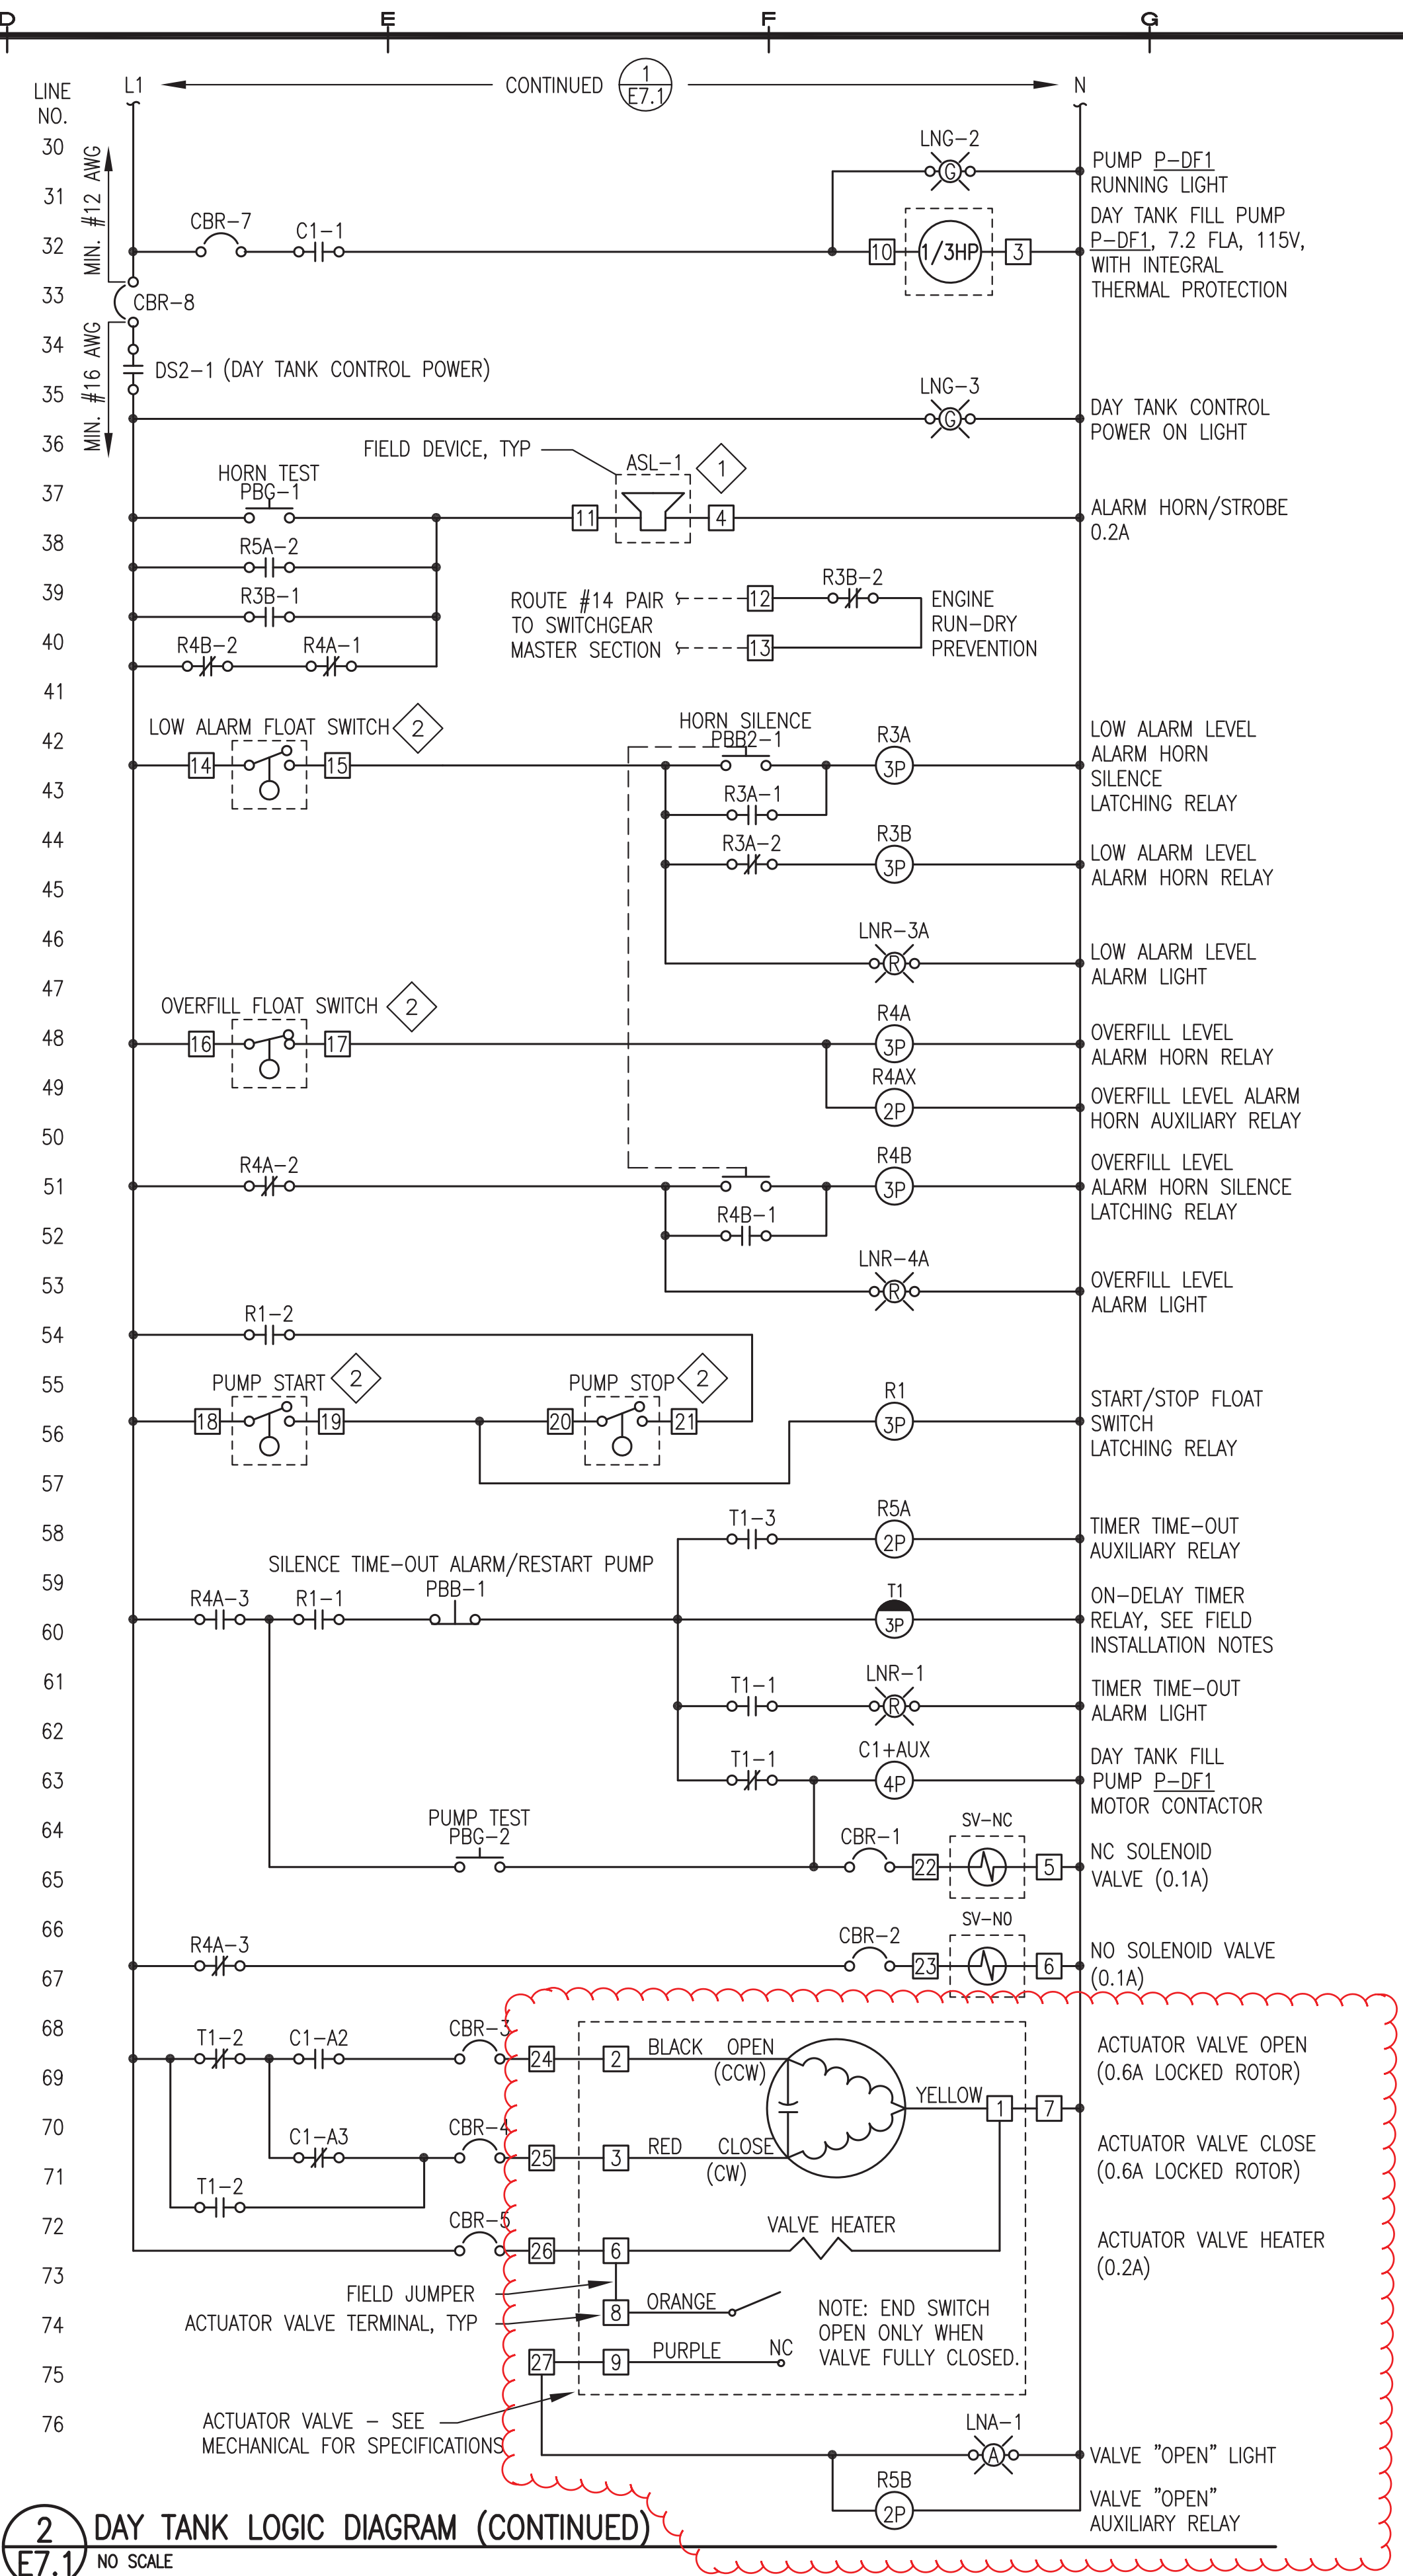 D E F G
LINE NO.
L1
CONTINUED
1
E7.1
N
30
31
32
33
34
35
36
37
38
39
40
41
42
43
44
45
46
47
48
49
50
51
52
53
54
55
56
57
58
59
60
61
62
63
64
65
66
67
68
69
70
71
72
73
74
75
76
MIN. #12 AWG
MIN. #16 AWG
LNG-2
G
PUMP P-DF1
RUNNING LIGHT
CBR-7
C1-1
10
1/3HP
3
DAY TANK FILL PUMP
P-DF1, 7.2 FLA, 115V,
WITH INTEGRAL
THERMAL PROTECTION
CBR-8
DS2-1 (DAY TANK CONTROL POWER)
LNG-3
G
DAY TANK CONTROL
POWER ON LIGHT
FIELD DEVICE, TYP
ASL-1
1
HORN TEST
PBG-1
11
4
ALARM HORN/STROBE
0.2A
R5A-2
R3B-1
R4B-2
R4A-1
ROUTE #14 PAIR
TO SWITCHGEAR
MASTER SECTION
12
13
R3B-2
ENGINE
RUN-DRY
PREVENTION
LOW ALARM FLOAT SWITCH
2
14
15
HORN SILENCE
PBB2-1
R3A
3P
LOW ALARM LEVEL
ALARM HORN
SILENCE
LATCHING RELAY
R3A-1
R3A-2
R3B
3P
LOW ALARM LEVEL
ALARM HORN RELAY
LNR-3A
R
LOW ALARM LEVEL
ALARM LIGHT
OVERFILL FLOAT SWITCH
2
16
17
R4A
3P
OVERFILL LEVEL
ALARM HORN RELAY
R4AX
2P
OVERFILL LEVEL ALARM
HORN AUXILIARY RELAY
R4A-2
R4B
3P
OVERFILL LEVEL
ALARM HORN SILENCE
LATCHING RELAY
R4B-1
LNR-4A
R
OVERFILL LEVEL
ALARM LIGHT
R1-2
PUMP START
2
18
19
PUMP STOP
2
20
21
R1
3P
START/STOP FLOAT
SWITCH
LATCHING RELAY
T1-3
R5A
2P
TIMER TIME-OUT
AUXILIARY RELAY
SILENCE TIME-OUT ALARM/RESTART PUMP
R4A-3
R1-1
PBB-1
T1
3P
ON-DELAY TIMER
RELAY, SEE FIELD
INSTALLATION NOTES
T1-1
LNR-1
R
TIMER TIME-OUT
ALARM LIGHT
T1-1
C1+AUX
4P
DAY TANK FILL
PUMP P-DF1
MOTOR CONTACTOR
PUMP TEST
PBG-2
CBR-1
22
SV-NC
5
NC SOLENOID
VALVE (0.1A)
R4A-3
CBR-2
23
SV-NO
6
NO SOLENOID VALVE
(0.1A)
T1-2
C1-A2
CBR-3
24
2
BLACK OPEN
(CCW)
ACTUATOR VALVE OPEN
(0.6A LOCKED ROTOR)
YELLOW
1
7
C1-A3
CBR-4
25
3
RED CLOSE
(CW)
ACTUATOR VALVE CLOSE
(0.6A LOCKED ROTOR)
T1-2
CBR-5
26
6
VALVE HEATER
ACTUATOR VALVE HEATER
(0.2A)
FIELD JUMPER
ACTUATOR VALVE TERMINAL, TYP
8
ORANGE
NOTE: END SWITCH
OPEN ONLY WHEN
VALVE FULLY CLOSED.
27
9
PURPLE
NC
ACTUATOR VALVE - SEE
MECHANICAL FOR SPECIFICATIONS
LNA-1
A
VALVE "OPEN" LIGHT
R5B
2P
VALVE "OPEN"
AUXILIARY RELAY
2
E7.1
DAY TANK LOGIC DIAGRAM (CONTINUED)
NO SCALE